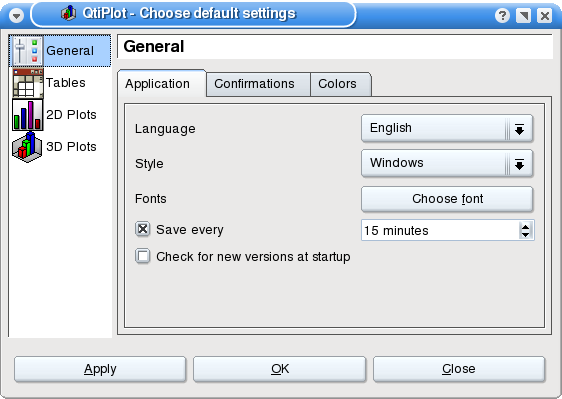 QtiPlot - Choose default settings
General
Tables
2D Plots
3D Plots
General
Application Confirmations Colors
Language English
Style Windows
Fonts Choose font
Save every 15 minutes
Check for new versions at startup
Apply OK Close